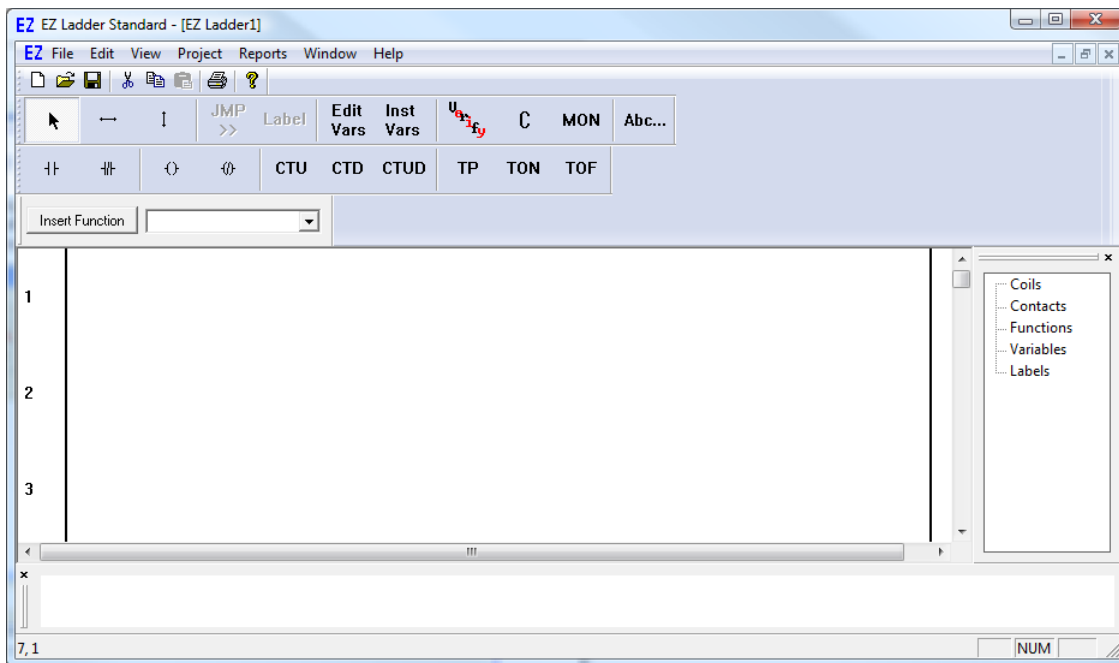 EZ EZ Ladder Standard - [EZ Ladder1]
EZ File Edit View Project Reports Window Help
JMP >> Label Edit Vars Inst Vars Verify C MON Abc...
CTU CTD CTUD TP TON TOF
Insert Function
1
2
3
Coils
Contacts
Functions
Variables
Labels
7, 1
NUM